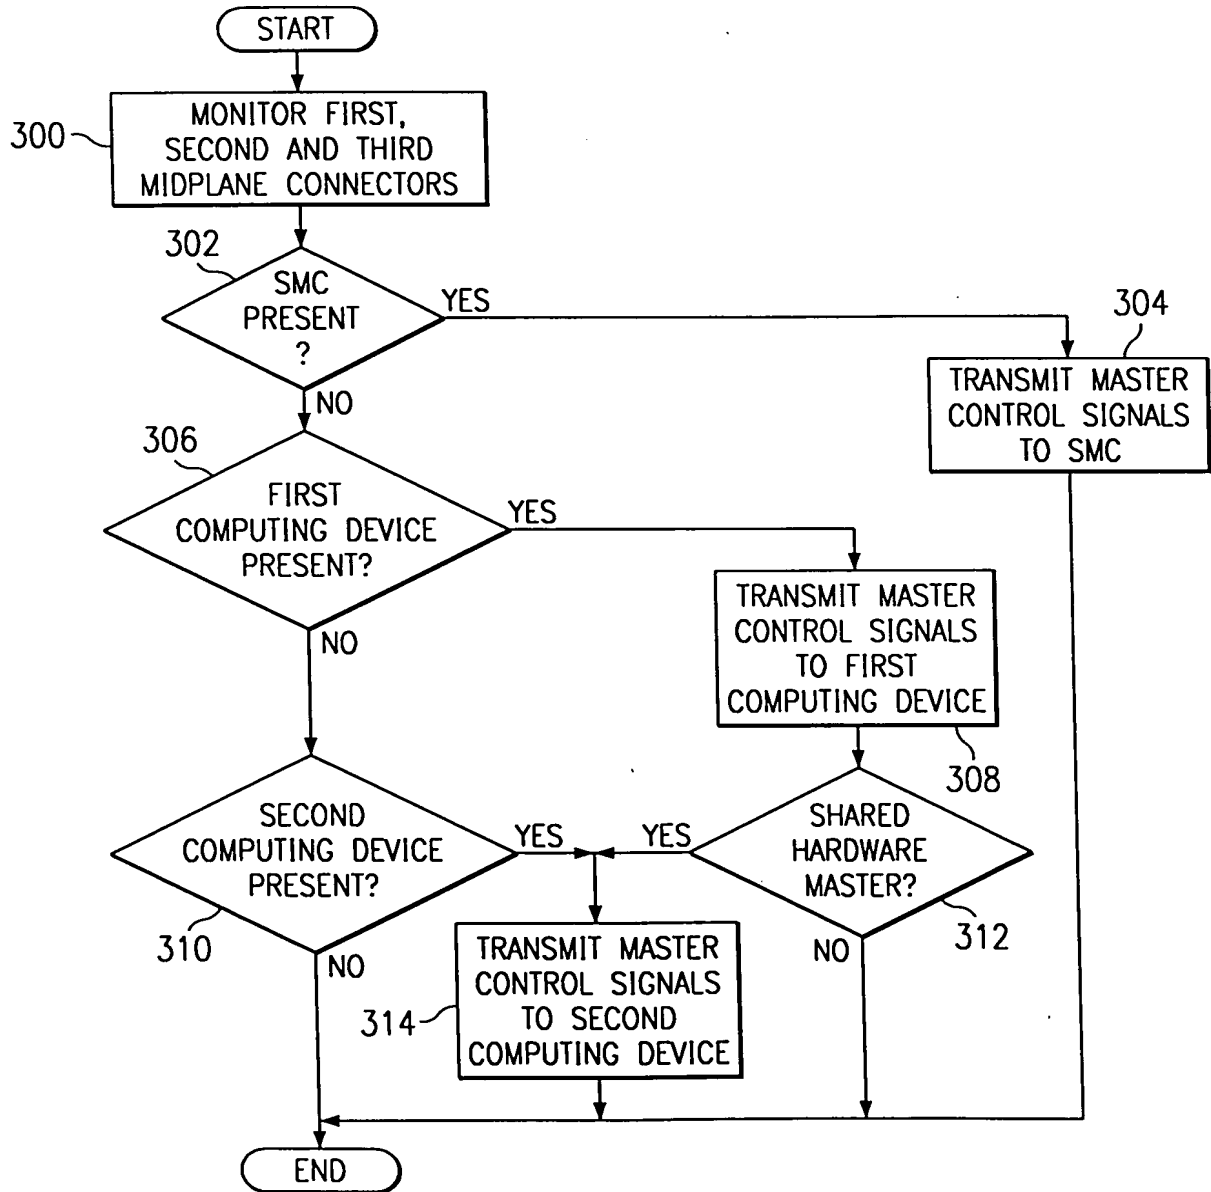 START
300
MONITOR FIRST,
SECOND AND THIRD
MIDPLANE CONNECTORS
302
SMC
PRESENT
?
YES
NO
304
TRANSMIT MASTER
CONTROL SIGNALS
TO SMC
306
FIRST
COMPUTING DEVICE
PRESENT?
YES
NO
TRANSMIT MASTER
CONTROL SIGNALS
TO FIRST
COMPUTING DEVICE
308
SECOND
COMPUTING DEVICE
PRESENT?
YES
NO
310
SHARED
HARDWARE
MASTER?
YES
NO
312
314
TRANSMIT MASTER
CONTROL SIGNALS
TO SECOND
COMPUTING DEVICE
END